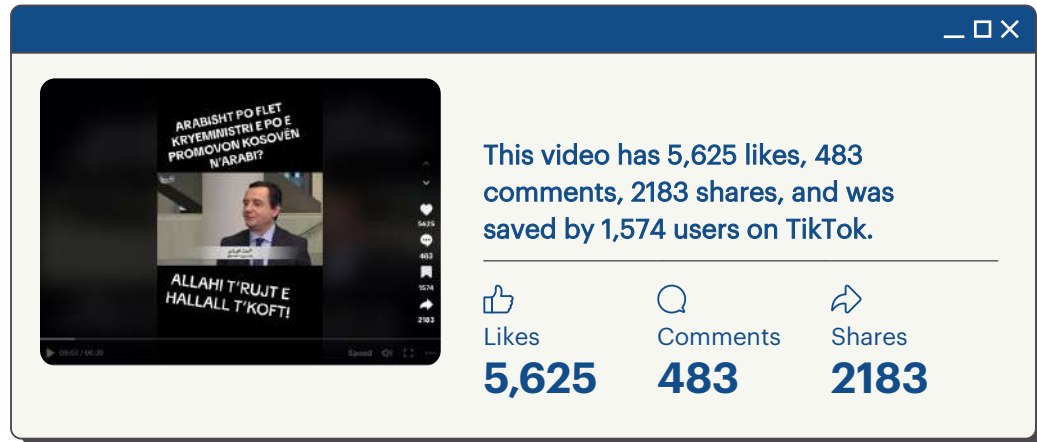 ARABISHT PO FLET
KRYEMINISTRI E PO E
PROMOVON KOSOVËN
N'ARABI?
ALLAHI T'RUJT E
HALLALL T'KOFT!
5625
483
1574
2183
Speed
This video has 5,625 likes, 483
comments, 2183 shares, and was
saved by 1,574 users on TikTok.
Likes
Comments
Shares
5,625
483
2183